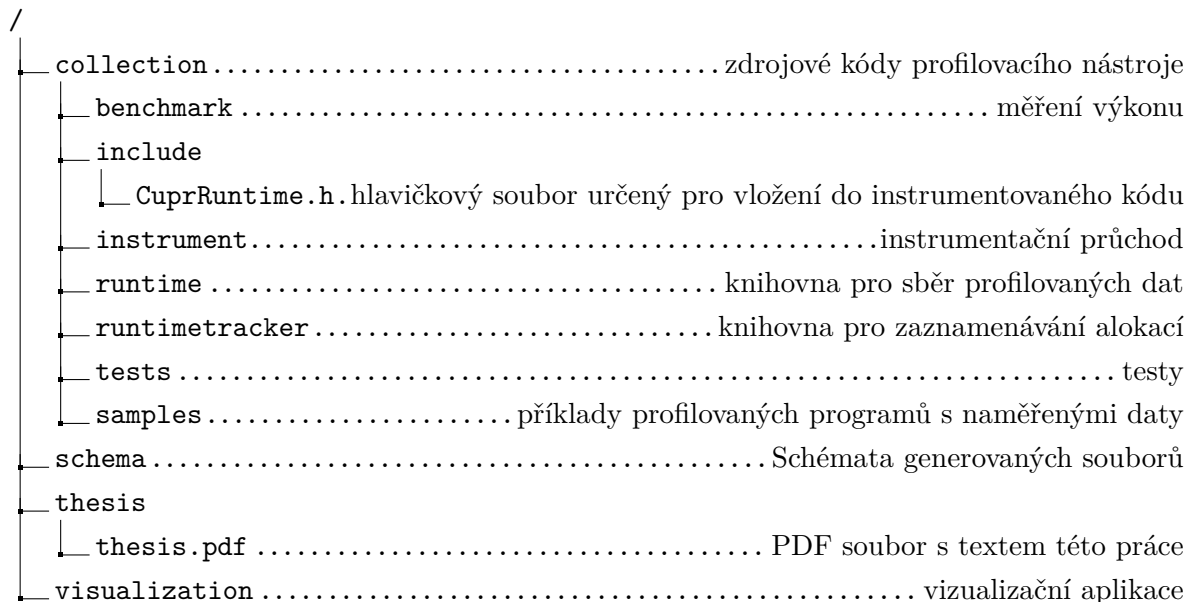 /
collection......................................zdrojové kódy profilovacího nástroje
benchmark........................................................měření výkonu
include
CuprRuntime.h.hlavičkový soubor určený pro vložení do instrumentovaného kódu
instrument...............................................instrumentační průchod
runtime......................................knihovna pro sběr profilovaných dat
runtimetracker..............................knihovna pro zaznamenávání alokací
tests......................................................................testy
samples.......................příklady profilovaných programů s naměřenými daty
schema..............................................Schémata generovaných souborů
thesis
thesis.pdf......................................PDF soubor s textem této práce
visualization.................................................vizualizační aplikace